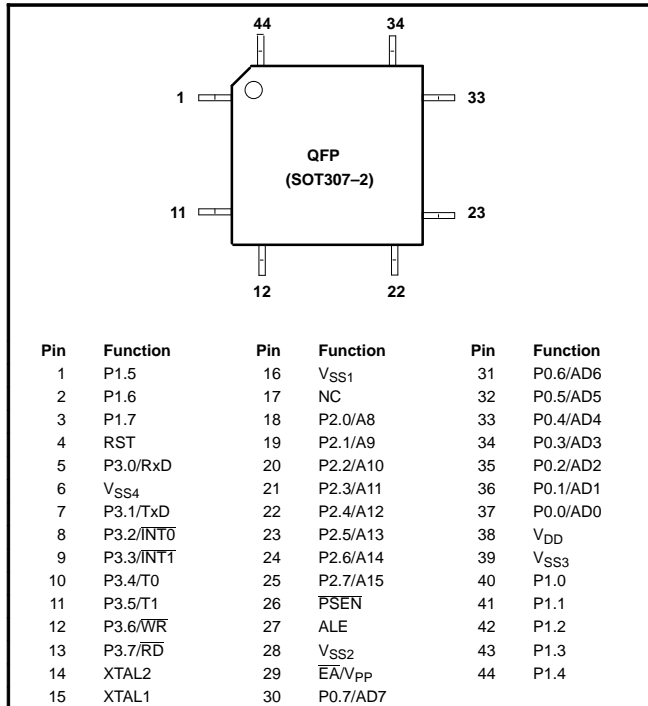 44 34
1 33
QFP
(SOT307–2)
11 23
12 22
Pin Function Pin Function Pin Function
1 P1.5 16 VSS1 31 P0.6/AD6
2 P1.6 17 NC 32 P0.5/AD5
3 P1.7 18 P2.0/A8 33 P0.4/AD4
4 RST 19 P2.1/A9 34 P0.3/AD3
5 P3.0/RxD 20 P2.2/A10 35 P0.2/AD2
6 VSS4 21 P2.3/A11 36 P0.1/AD1
7 P3.1/TxD 22 P2.4/A12 37 P0.0/AD0
8 P3.2/I̅N̅T̅0̅ 23 P2.5/A13 38 VDD
9 P3.3/I̅N̅T̅1̅ 24 P2.6/A14 39 VSS3
10 P3.4/T0 25 P2.7/A15 40 P1.0
11 P3.5/T1 26 P̅S̅E̅N̅ 41 P1.1
12 P3.6/W̅R̅ 27 ALE 42 P1.2
13 P3.7/R̅D̅ 28 VSS2 43 P1.3
14 XTAL2 29 E̅A̅/VPP 44 P1.4
15 XTAL1 30 P0.7/AD7